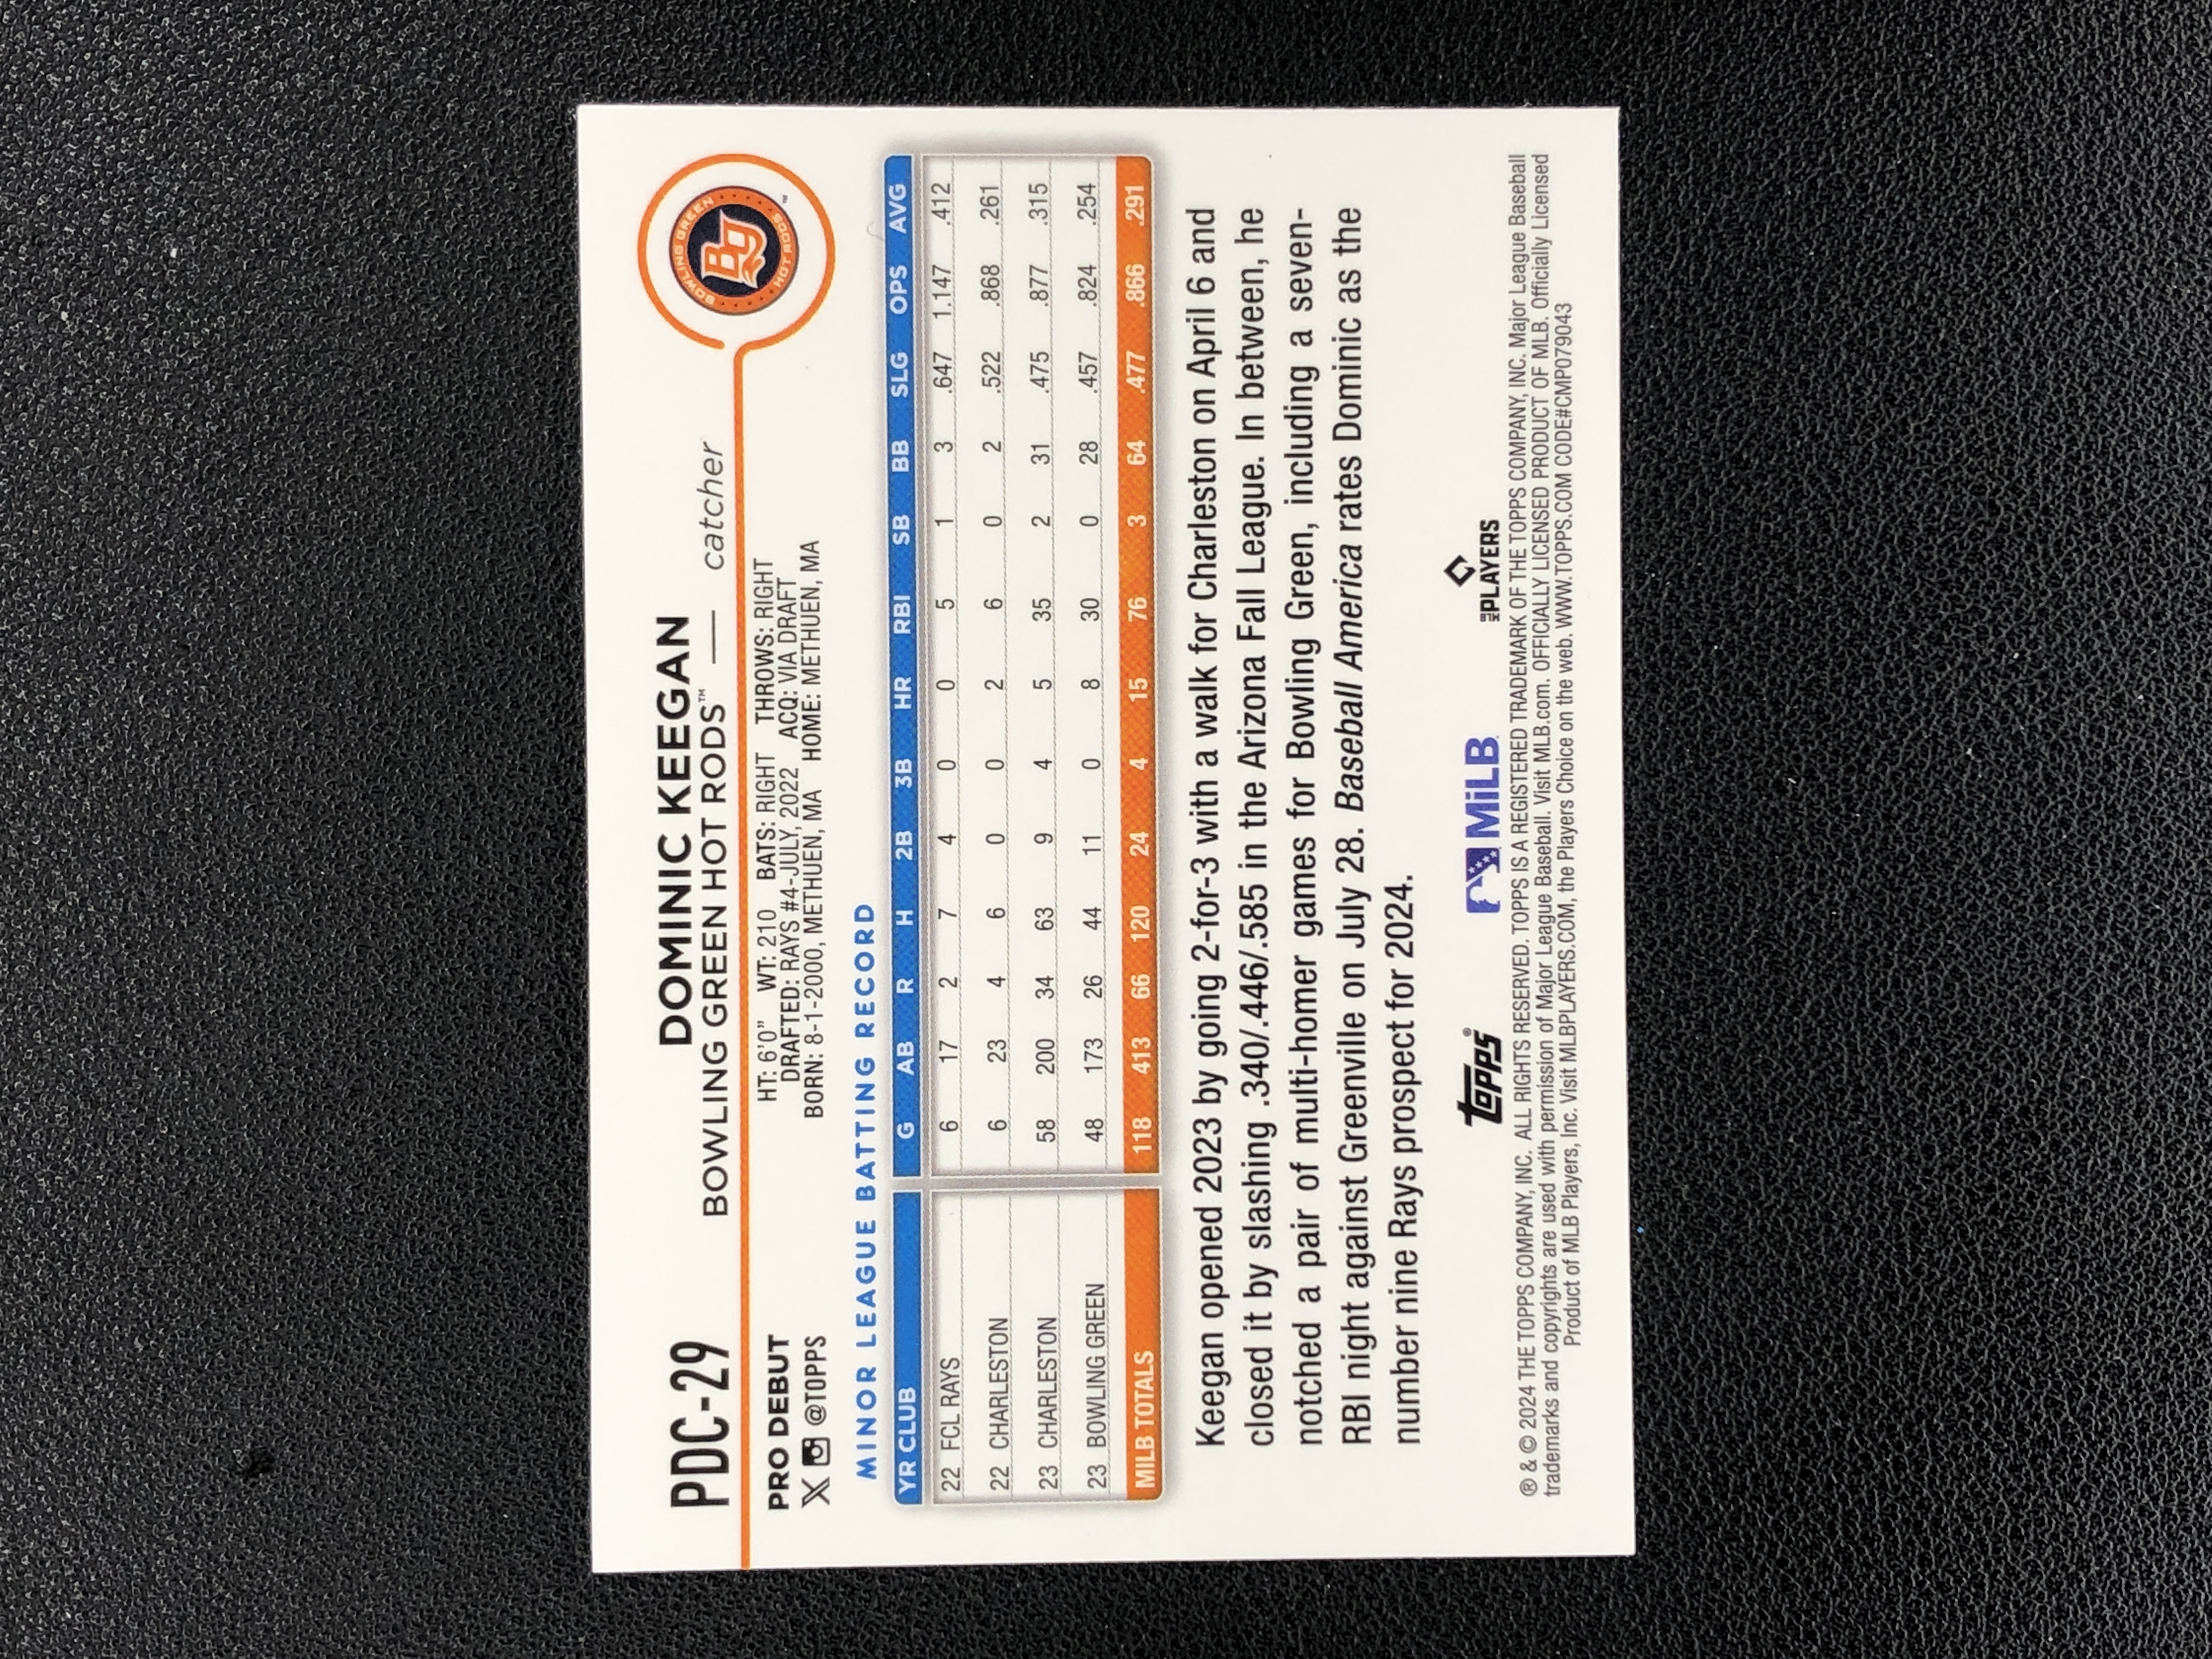 PDC-29
DOMINIC KEEGAN
BOWLING GREEN HOT RODS™ — catcher
BOWLING GREEN
BG
HOT RODS™
PRO DEBUT
X @TOPPS
HT: 6'0" WT: 210 BATS: RIGHT THROWS: RIGHT
DRAFTED: RAYS #4-JULY, 2022 ACQ: VIA DRAFT
BORN: 8-1-2000, METHUEN, MA HOME: METHUEN, MA
MINOR LEAGUE BATTING RECORD
YR CLUB G AB R H 2B 3B HR RBI SB BB SLG OPS AVG
22 FCL RAYS 6 17 2 7 4 0 0 5 1 3 .647 1.147 .412
22 CHARLESTON 6 23 4 6 0 0 2 6 0 2 .522 .868 .261
23 CHARLESTON 58 200 34 63 9 4 5 35 2 31 .475 .877 .315
23 BOWLING GREEN 48 173 26 44 11 0 8 30 0 28 .457 .824 .254
MILB TOTALS 118 413 66 120 24 4 15 76 3 64 .477 .866 .291
Keegan opened 2023 by going 2-for-3 with a walk for Charleston on April 6 and
closed it by slashing .340/.446/.585 in the Arizona Fall League. In between, he
notched a pair of multi-homer games for Bowling Green, including a seven-
RBI night against Greenville on July 28. Baseball America rates Dominic as the
number nine Rays prospect for 2024.
topps® MiLB THE PLAYERS
® & © 2024 THE TOPPS COMPANY, INC. ALL RIGHTS RESERVED. TOPPS IS A REGISTERED TRADEMARK OF THE TOPPS COMPANY, INC. Major League Baseball
trademarks and copyrights are used with permission of Major League Baseball. Visit MLB.com. OFFICIALLY LICENSED PRODUCT OF MLB. Officially Licensed
Product of MLB Players, Inc. Visit MLBPLAYERS.COM, the Players Choice on the web. WWW.TOPPS.COM CODE#CMP079043